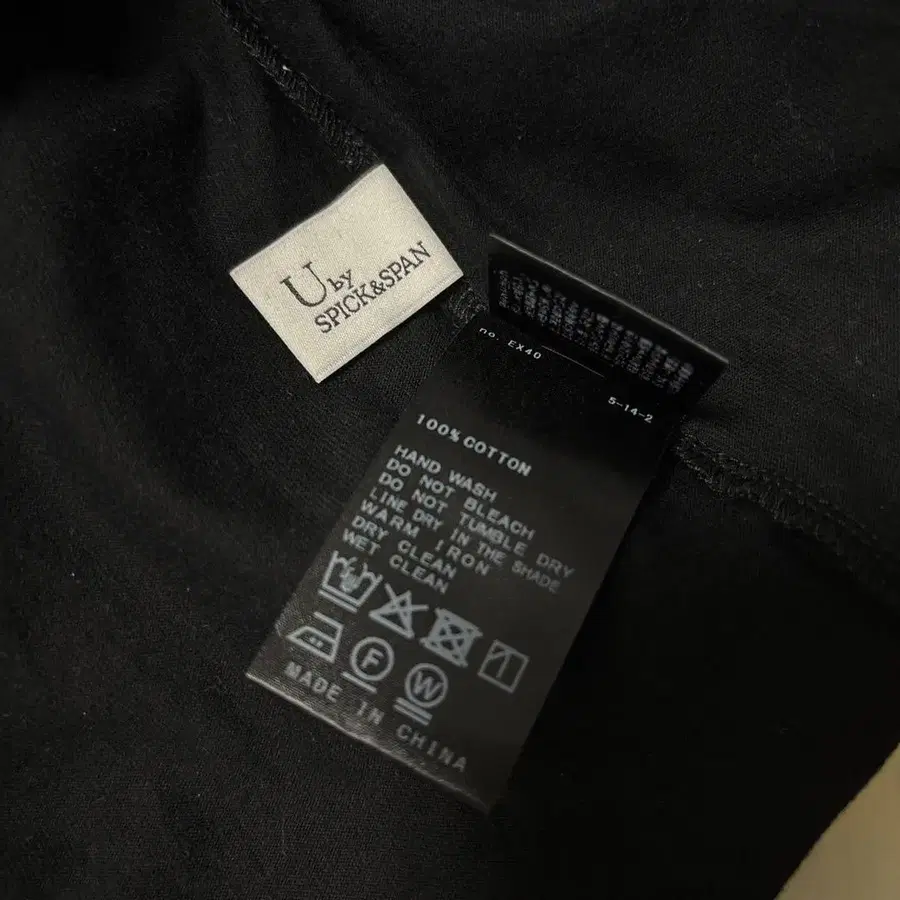 U by
SPICK&SPAN
no. EX40
5-14-2
100% COTTON
HAND WASH
DO NOT BLEACH
DO NOT TUMBLE DRY
LINE DRY IN THE SHADE
WARM IRON
DRY CLEAN
WET CLEAN
F
W
MADE IN CHINA